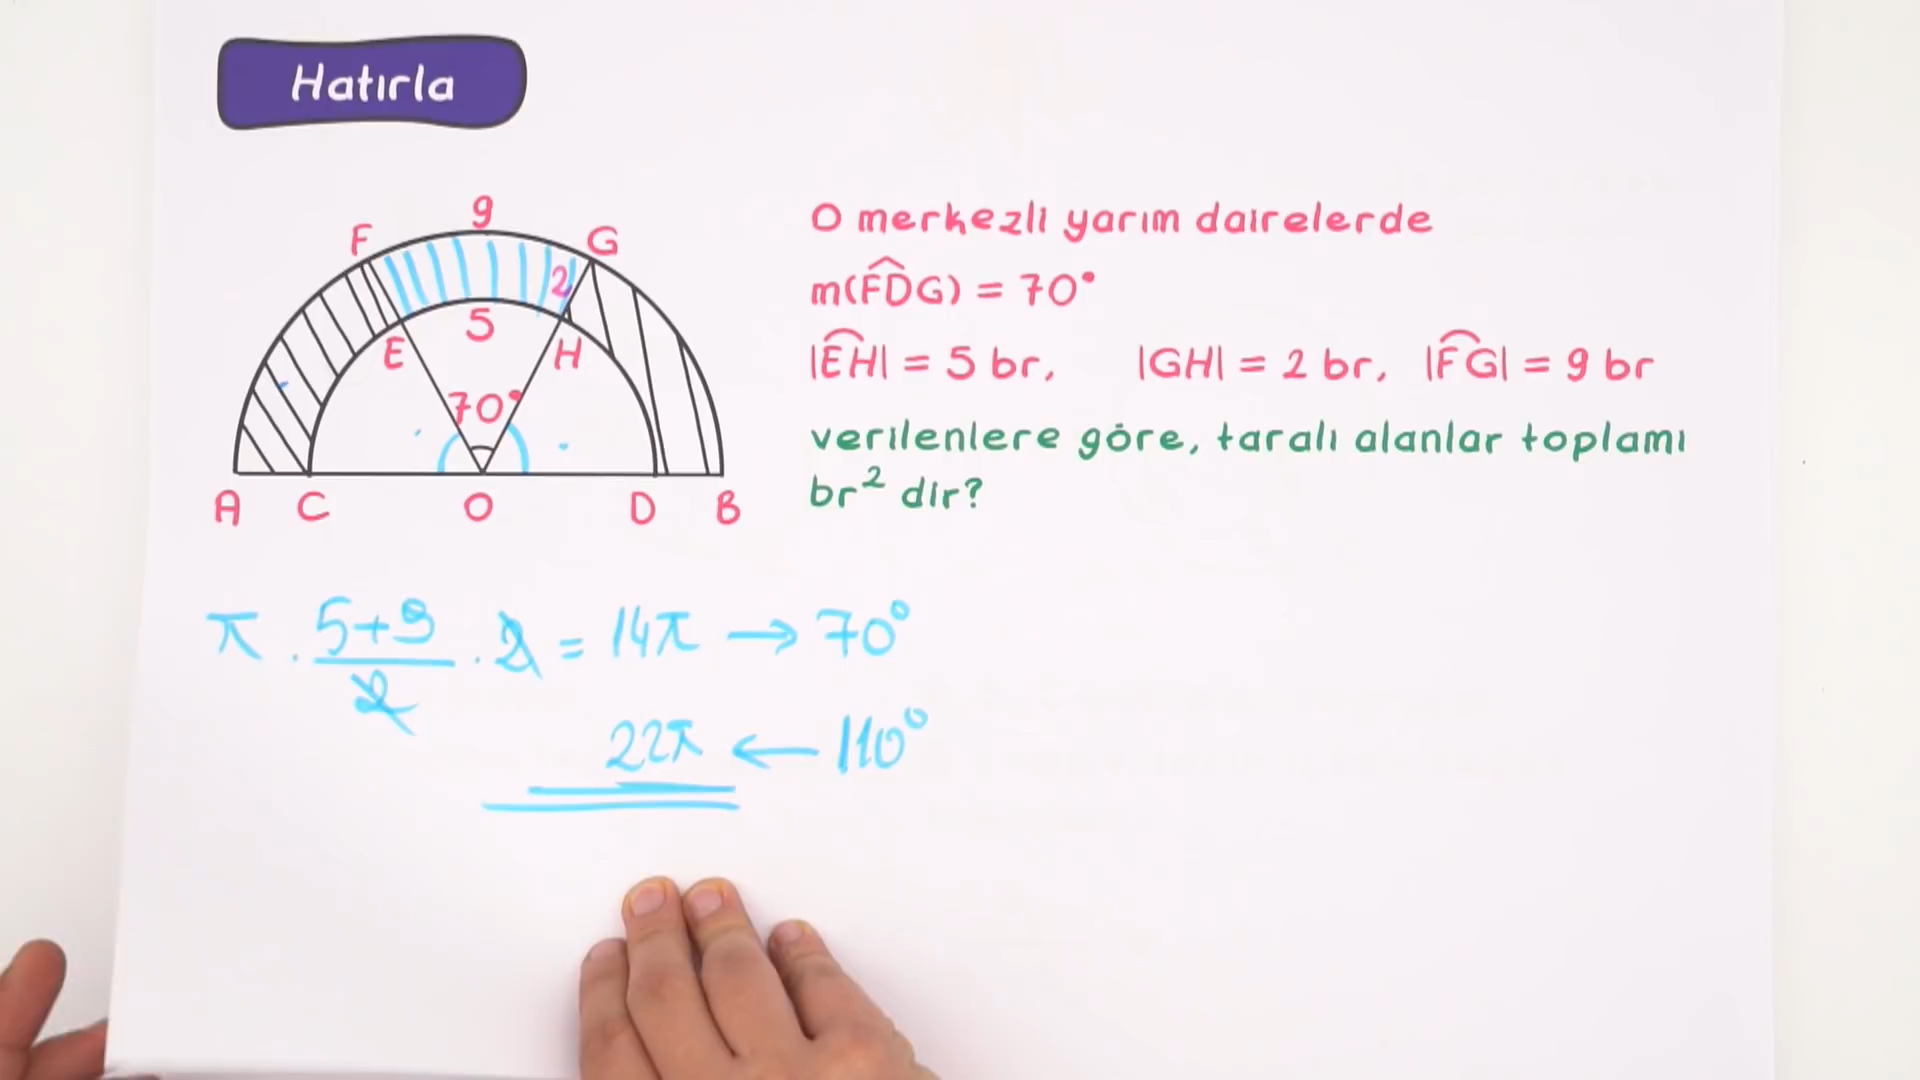 Hatırla
9
F
G
2
5
E
H
70°
A C O D B
O merkezli yarım dairelerde
m(FDG) = 70°
|EH| = 5 br, |GH| = 2 br, |FG| = 9 br
verilenlere göre, taralı alanlar toplamı
br² dir?
π . 5+9/2 . 2 = 14π → 70°
22π ← 110°